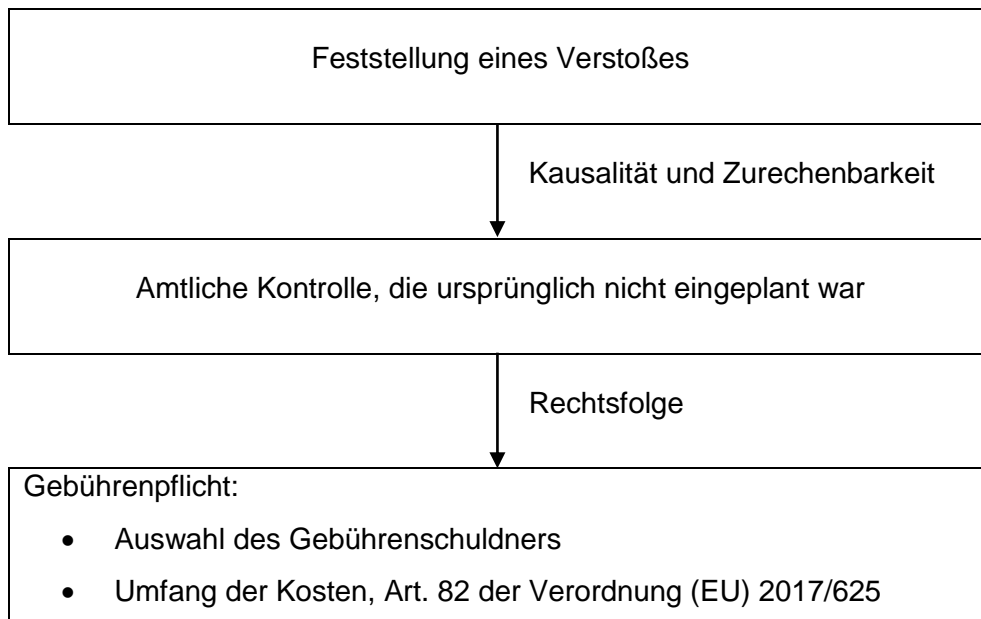 Feststellung eines Verstoßes
Kausalität und Zurechenbarkeit
Amtliche Kontrolle, die ursprünglich nicht eingeplant war
Rechtsfolge
Gebührenpflicht:
• Auswahl des Gebührenschuldners
• Umfang der Kosten, Art. 82 der Verordnung (EU) 2017/625